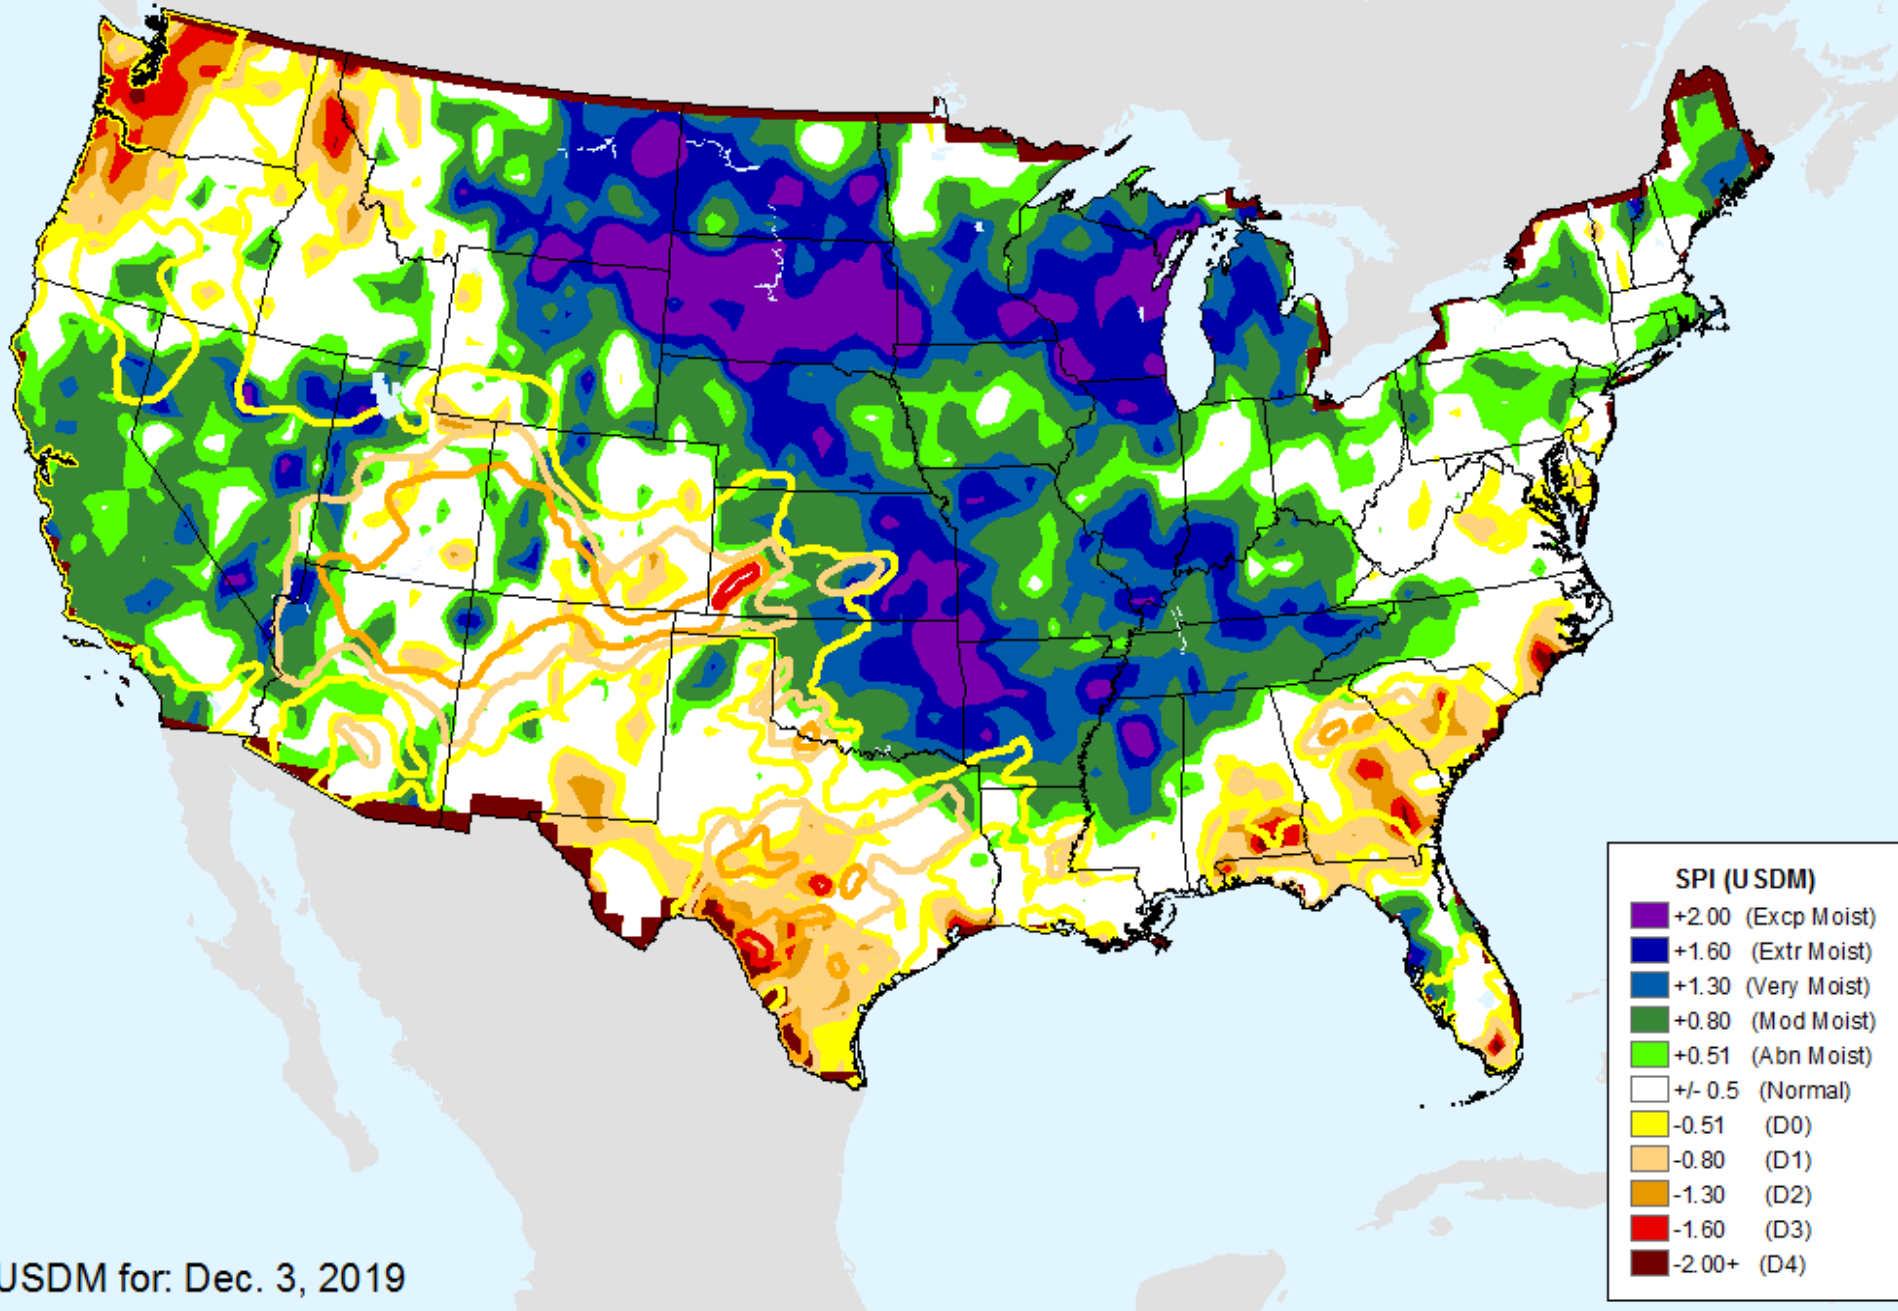 SPI (USDM)
+2.00 (Excp Moist)
+1.60 (Extr Moist)
+1.30 (Very Moist)
+0.80 (Mod Moist)
+0.51 (Abn Moist)
+/- 0.5 (Normal)
-0.51 (D0)
-0.80 (D1)
-1.30 (D2)
-1.60 (D3)
-2.00+ (D4)
USDM for: Dec. 3, 2019